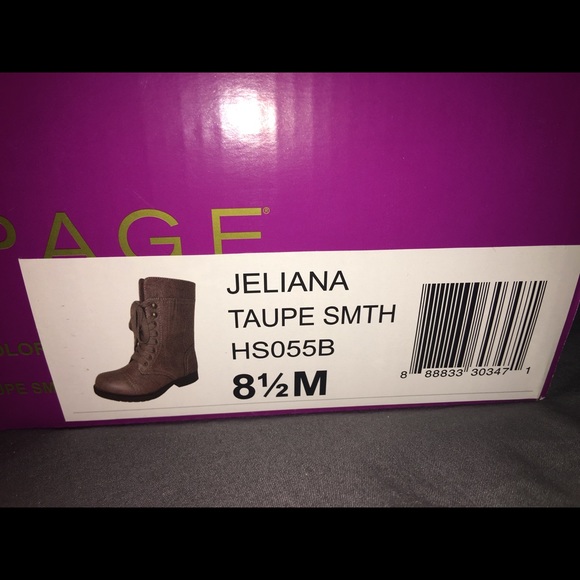 PAGE®
JELIANA
TAUPE SMTH
HS055B
8½M
8 88833 30347 1